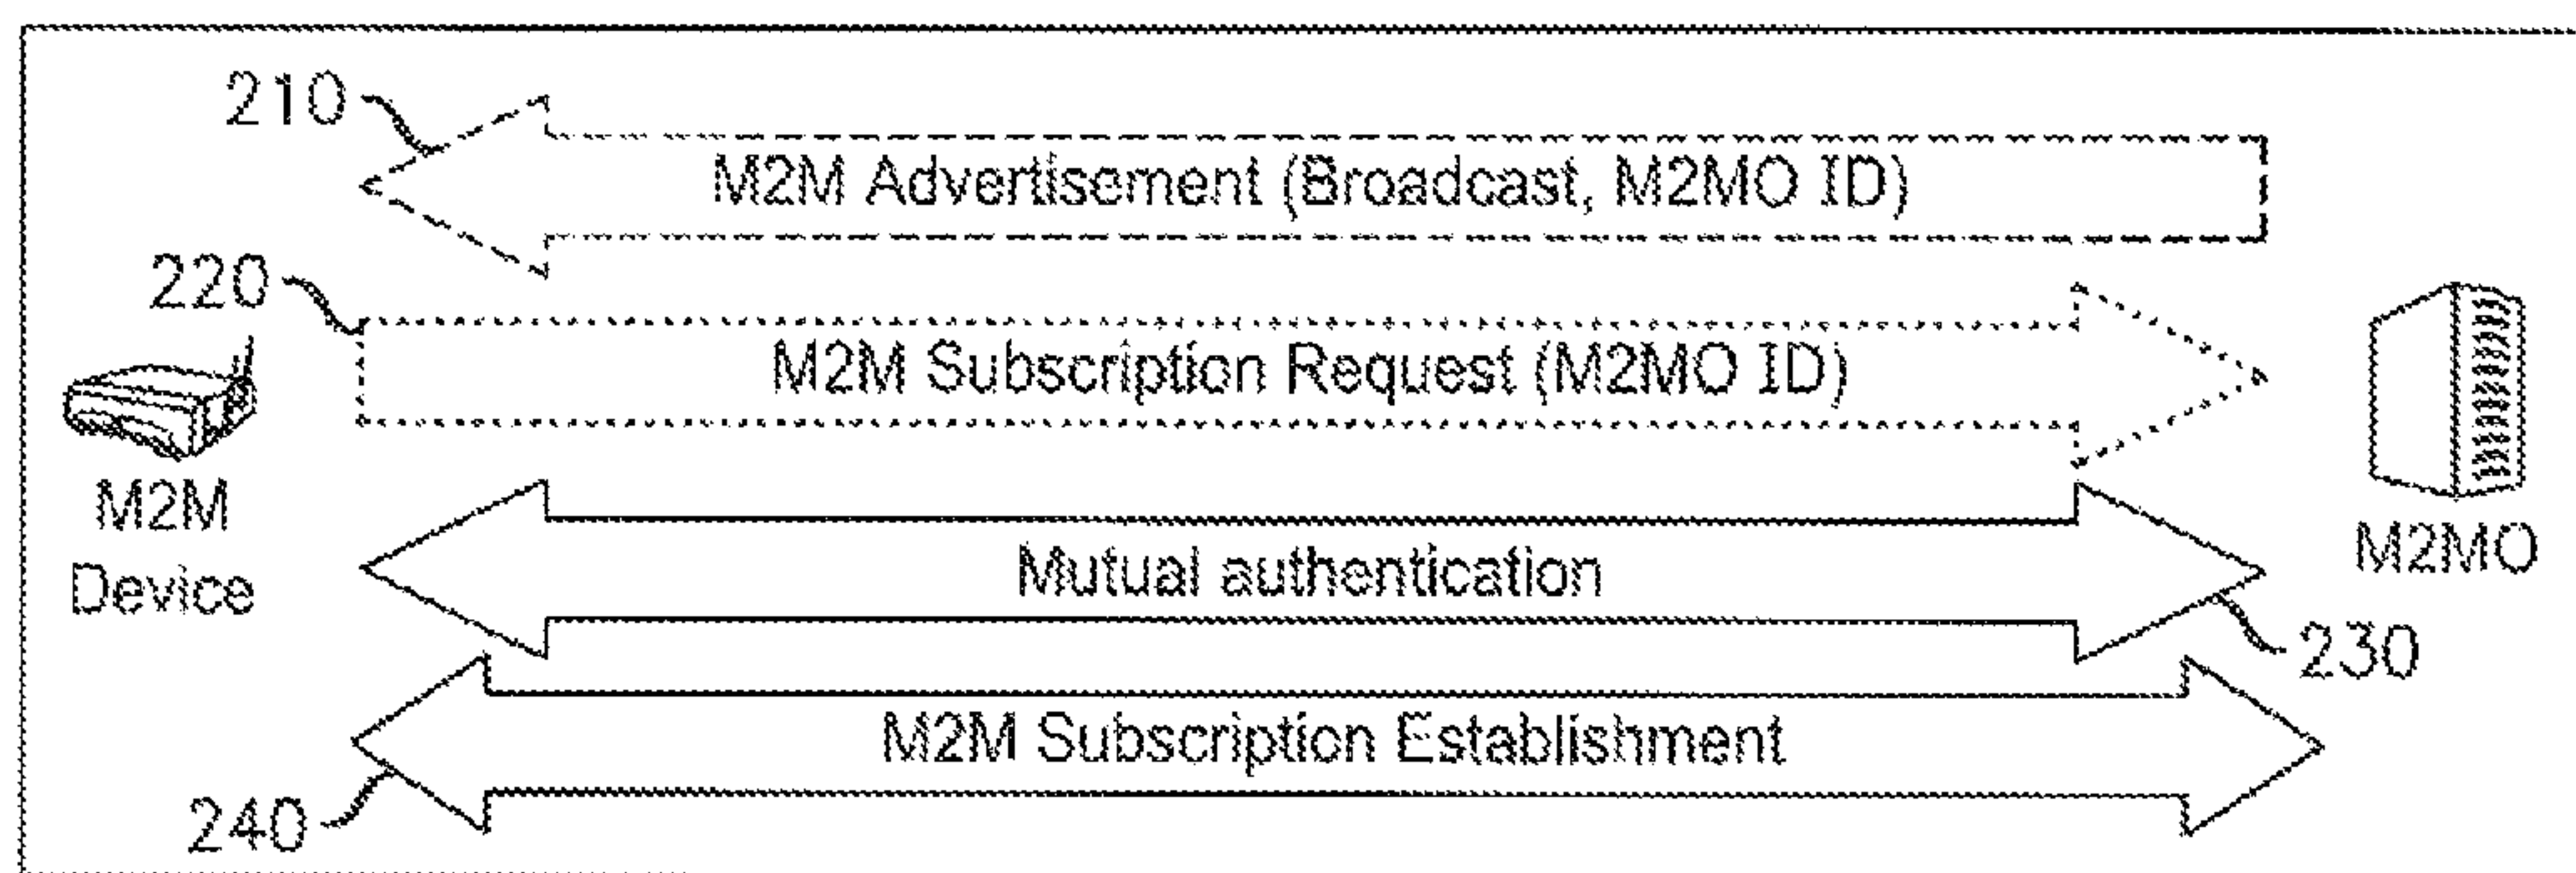 210
M2M Advertisement (Broadcast, M2MO ID)
220
M2M Subscription Request (M2MO ID)
M2M
Device
M2MO
Mutual authentication
230
M2M Subscription Establishment
240